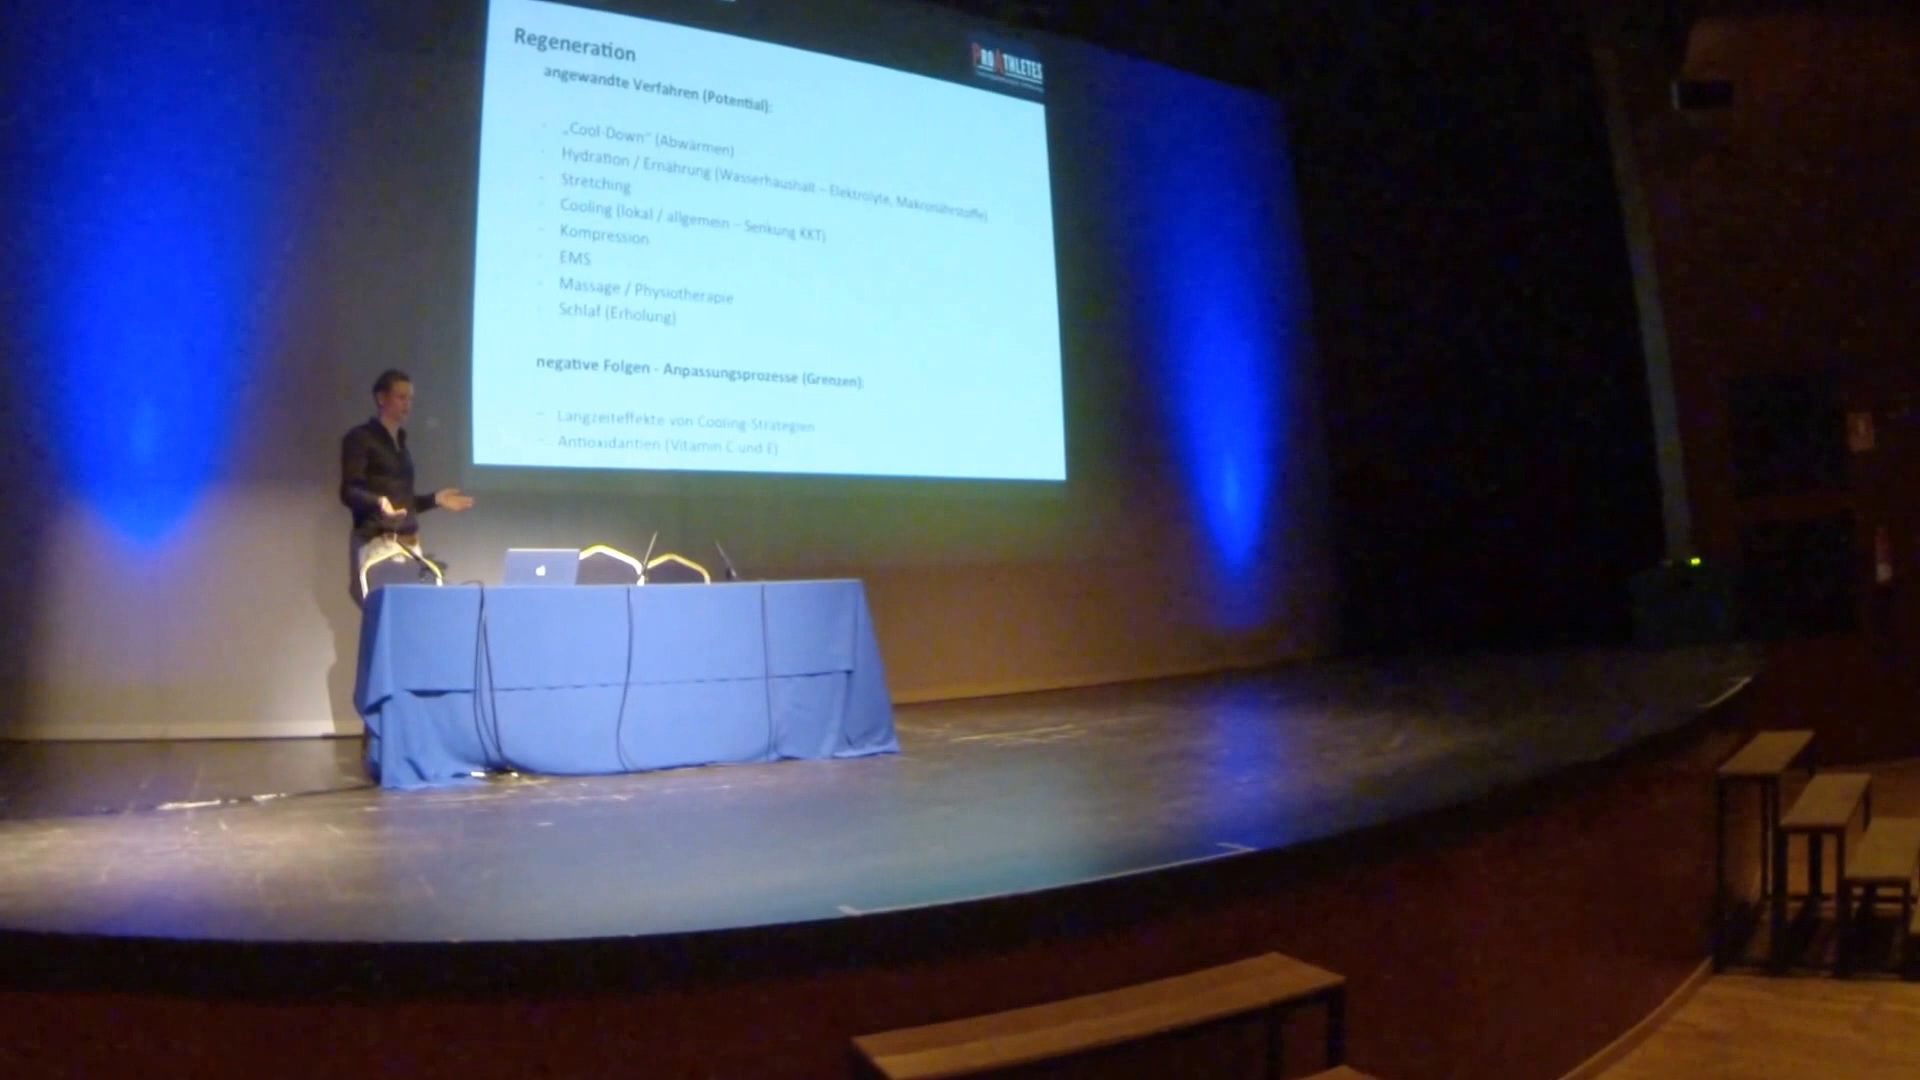 Regeneration
PROATHLETES
angewandte Verfahren (Potential):
„Cool-Down“ (Abwärmen)
Hydration / Ernährung (Wasserhaushalt – Elektrolyte, Makronährstoffe)
Stretching
Cooling (lokal / allgemein – Senkung KKT)
Kompression
EMS
Massage / Physiotherapie
Schlaf (Erholung)
negative Folgen - Anpassungsprozesse (Grenzen):
- Langzeiteffekte von Cooling-Strategien
- Antioxidantien (Vitamin C und E)